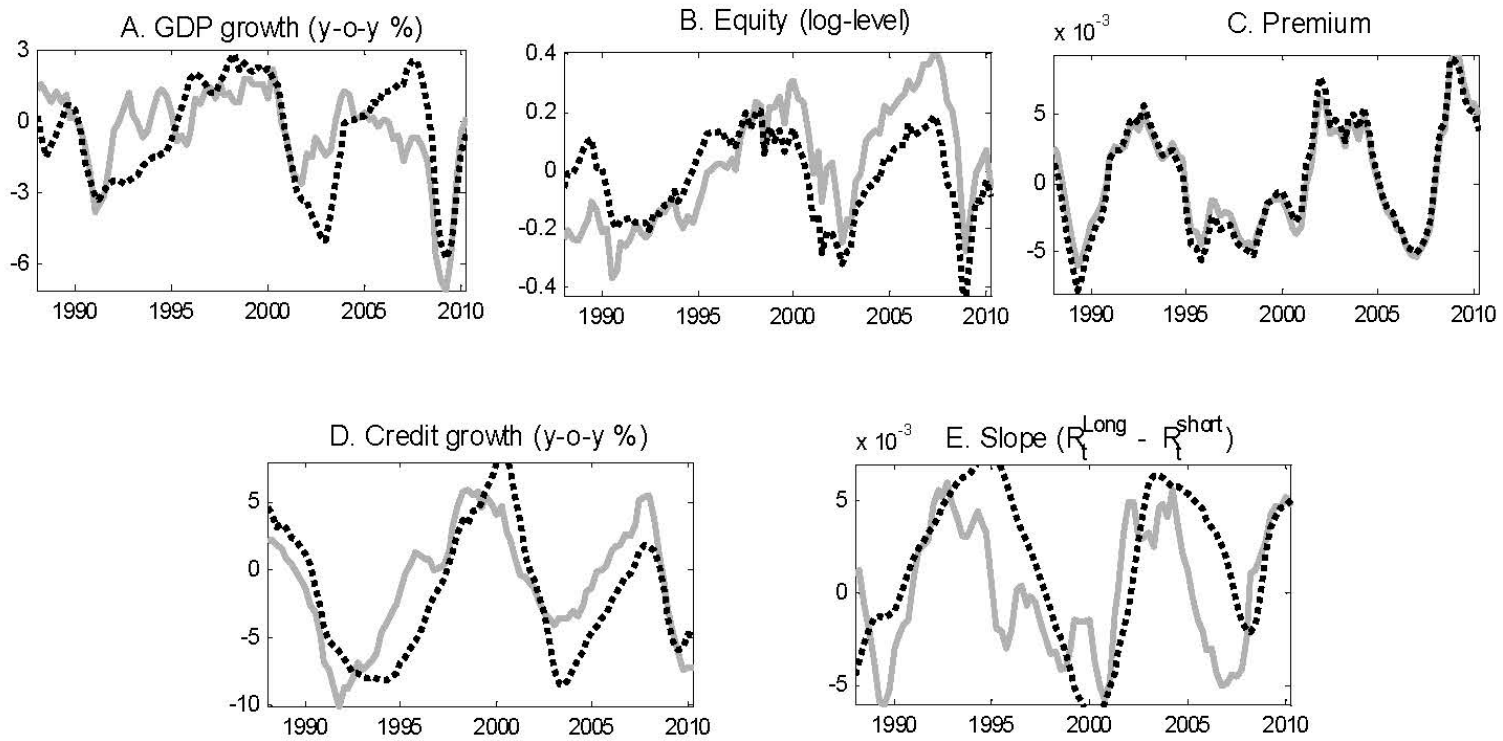 A. GDP growth (y-o-y %)
3
0
-3
-6
1990 1995 2000 2005 2010
B. Equity (log-level)
0.4
0.2
0
-0.2
-0.4
1990 1995 2000 2005 2010
x 10⁻³
C. Premium
5
0
-5
1990 1995 2000 2005 2010
D. Credit growth (y-o-y %)
5
0
-5
-10
1990 1995 2000 2005 2010
x 10⁻³ E. Slope (R_t^Long - R_t^short)
5
0
-5
1990 1995 2000 2005 2010